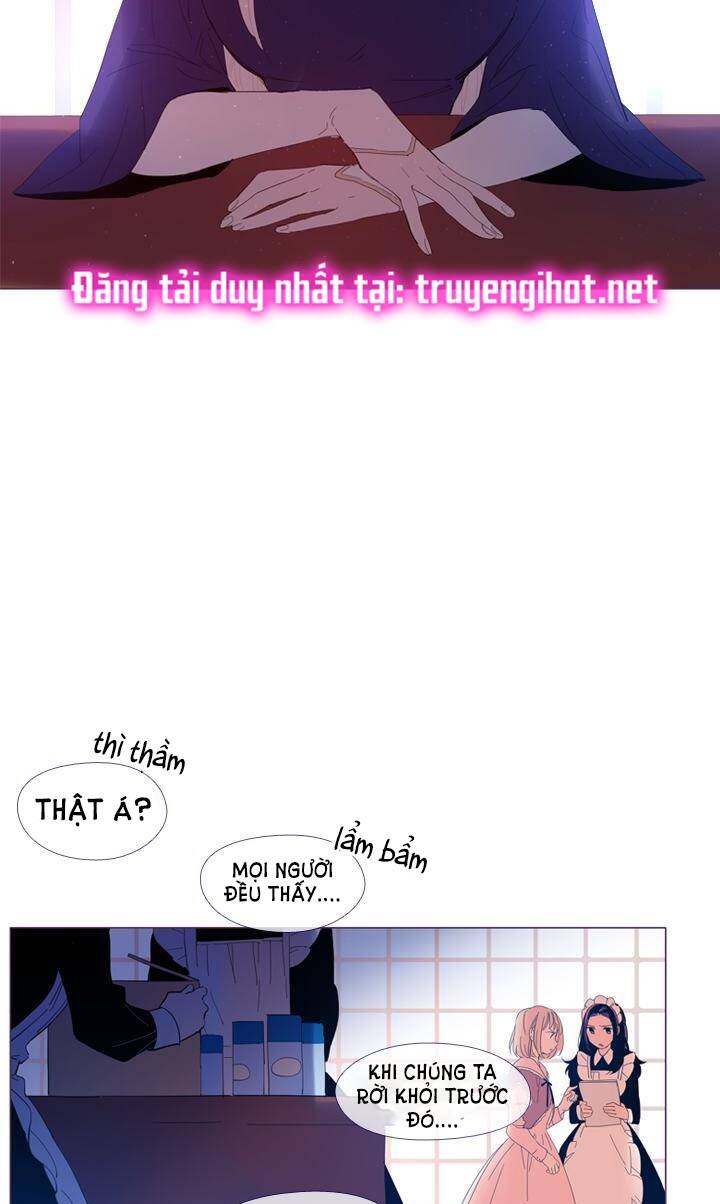 Đăng tải duy nhất tại: truyengihot.net
thì thầm
THẬT Á?
lẩm bẩm
MỌI NGƯỜI
ĐỀU THẤY....
KHI CHÚNG TA
RỜI KHỎI TRƯỚC
ĐÓ....